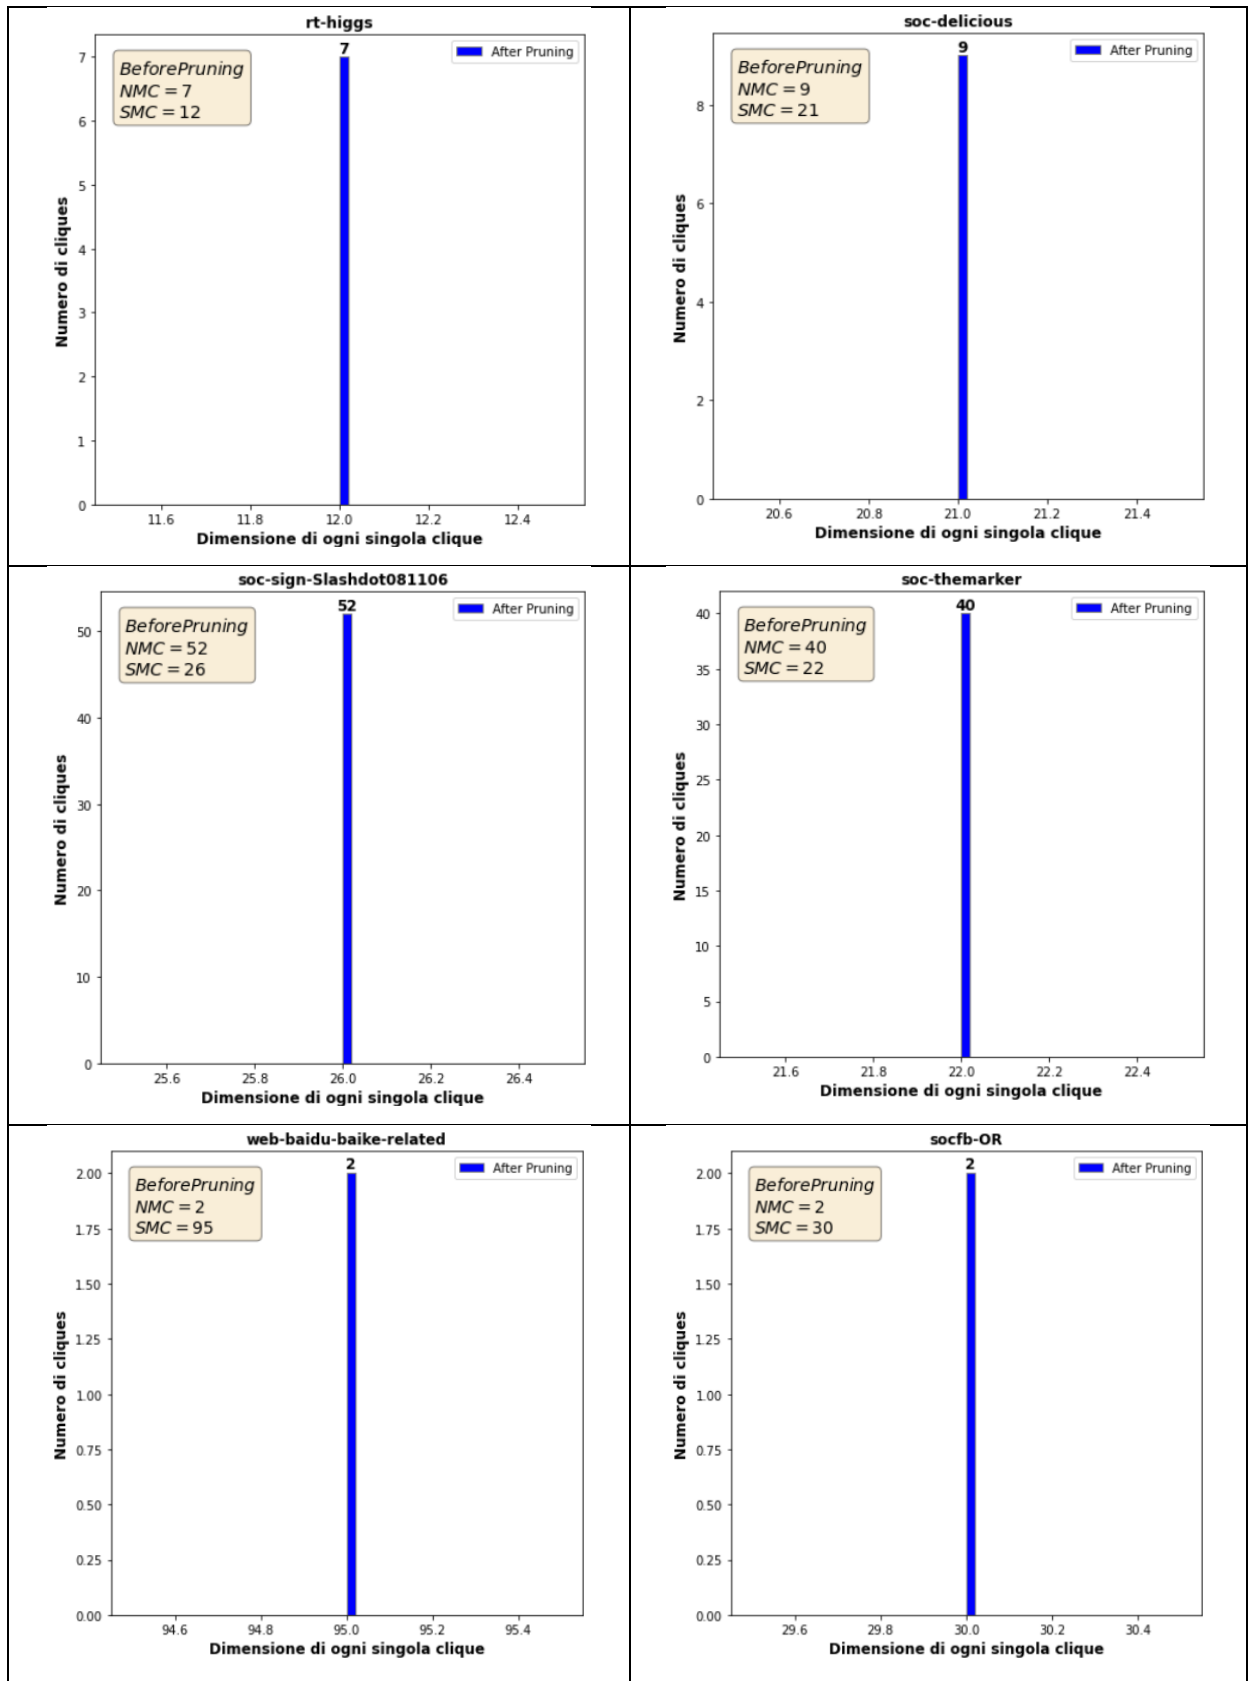 rt-higgs
7
After Pruning
BeforePruning
NMC = 7
SMC = 12
7
6
5
4
3
2
1
0
Numero di cliques
11.6 11.8 12.0 12.2 12.4
Dimensione di ogni singola clique
soc-delicious
9
After Pruning
BeforePruning
NMC = 9
SMC = 21
8
6
4
2
0
Numero di cliques
20.6 20.8 21.0 21.2 21.4
Dimensione di ogni singola clique
soc-sign-Slashdot081106
52
After Pruning
BeforePruning
NMC = 52
SMC = 26
50
40
30
20
10
0
Numero di cliques
25.6 25.8 26.0 26.2 26.4
Dimensione di ogni singola clique
soc-themarker
40
After Pruning
BeforePruning
NMC = 40
SMC = 22
40
35
30
25
20
15
10
5
0
Numero di cliques
21.6 21.8 22.0 22.2 22.4
Dimensione di ogni singola clique
web-baidu-baike-related
2
After Pruning
BeforePruning
NMC = 2
SMC = 95
2.00
1.75
1.50
1.25
1.00
0.75
0.50
0.25
0.00
Numero di cliques
94.6 94.8 95.0 95.2 95.4
Dimensione di ogni singola clique
socfb-OR
2
After Pruning
BeforePruning
NMC = 2
SMC = 30
2.00
1.75
1.50
1.25
1.00
0.75
0.50
0.25
0.00
Numero di cliques
29.6 29.8 30.0 30.2 30.4
Dimensione di ogni singola clique